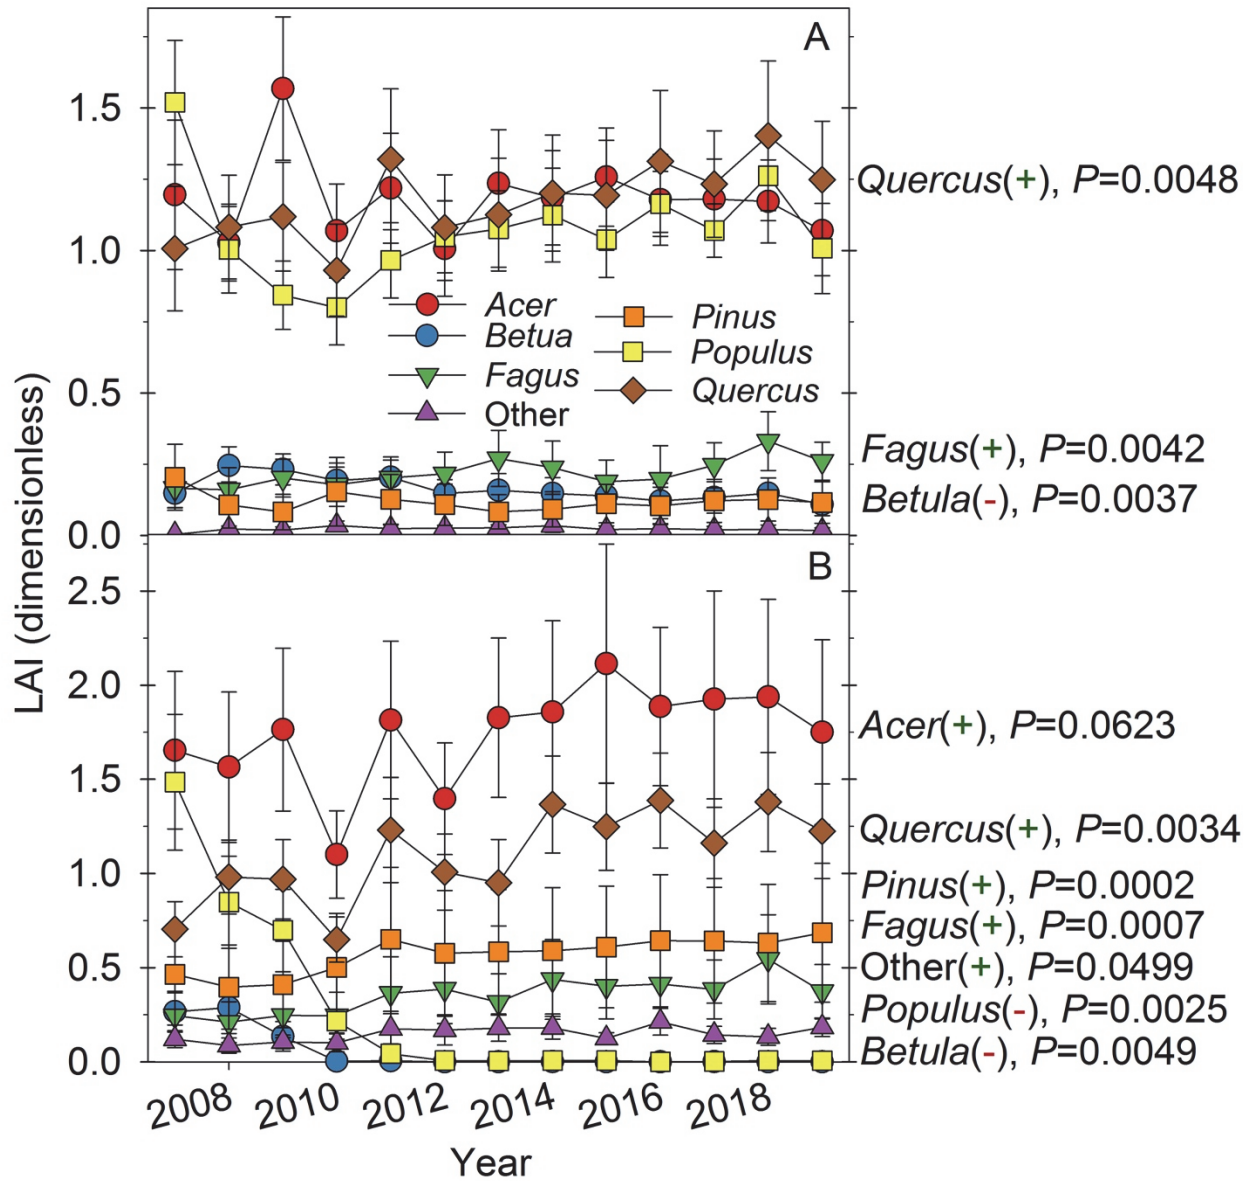 A
1.5
1.0
0.5
0.0
Acer
Betua
Fagus
Other
Pinus
Populus
Quercus
Quercus(+), P=0.0048
Fagus(+), P=0.0042
Betula(-), P=0.0037
LAI (dimensionless)
B
2.5
2.0
1.5
1.0
0.5
0.0
Acer(+), P=0.0623
Quercus(+), P=0.0034
Pinus(+), P=0.0002
Fagus(+), P=0.0007
Other(+), P=0.0499
Populus(-), P=0.0025
Betula(-), P=0.0049
2008 2010 2012 2014 2016 2018
Year